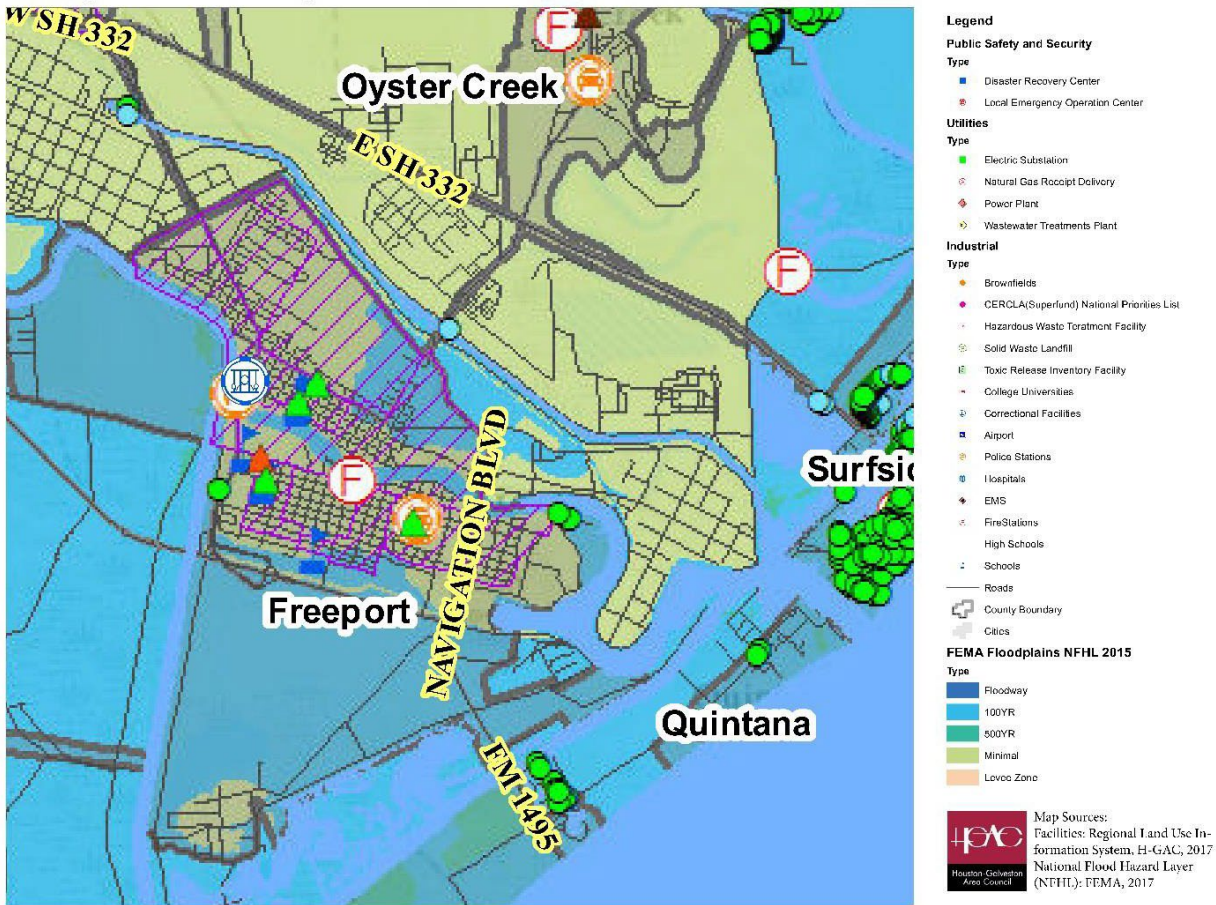 W SH 332
Oyster Creek
E SH 332
F
F
F
H
Surfsid
NAVIGATION BLVD
Freeport
Quintana
FM 1495
Legend
Public Safety and Security
Type
Disaster Recovery Center
Local Emergency Operation Center
Utilities
Type
Electric Substation
Natural Gas Receipt Delivery
Power Plant
Wastewater Treatments Plant
Industrial
Type
Brownfields
CERCLA(Superfund) National Priorities List
Hazardous Waste Teratment Facility
Solid Waste Landfill
Toxic Release Inventory Facility
College Universities
Correctional Facilities
Airport
Police Stations
Hospitals
EMS
FireStations
High Schools
Schools
Roads
County Boundary
Cities
FEMA Floodplains NFHL 2015
Type
Floodway
100YR
500YR
Minimal
Levee Zone
H-GAC
Houston-Galveston
Area Council
Map Sources:
Facilities: Regional Land Use In-
formation System, H-GAC, 2017
National Flood Hazard Layer
(NFHL): FEMA, 2017